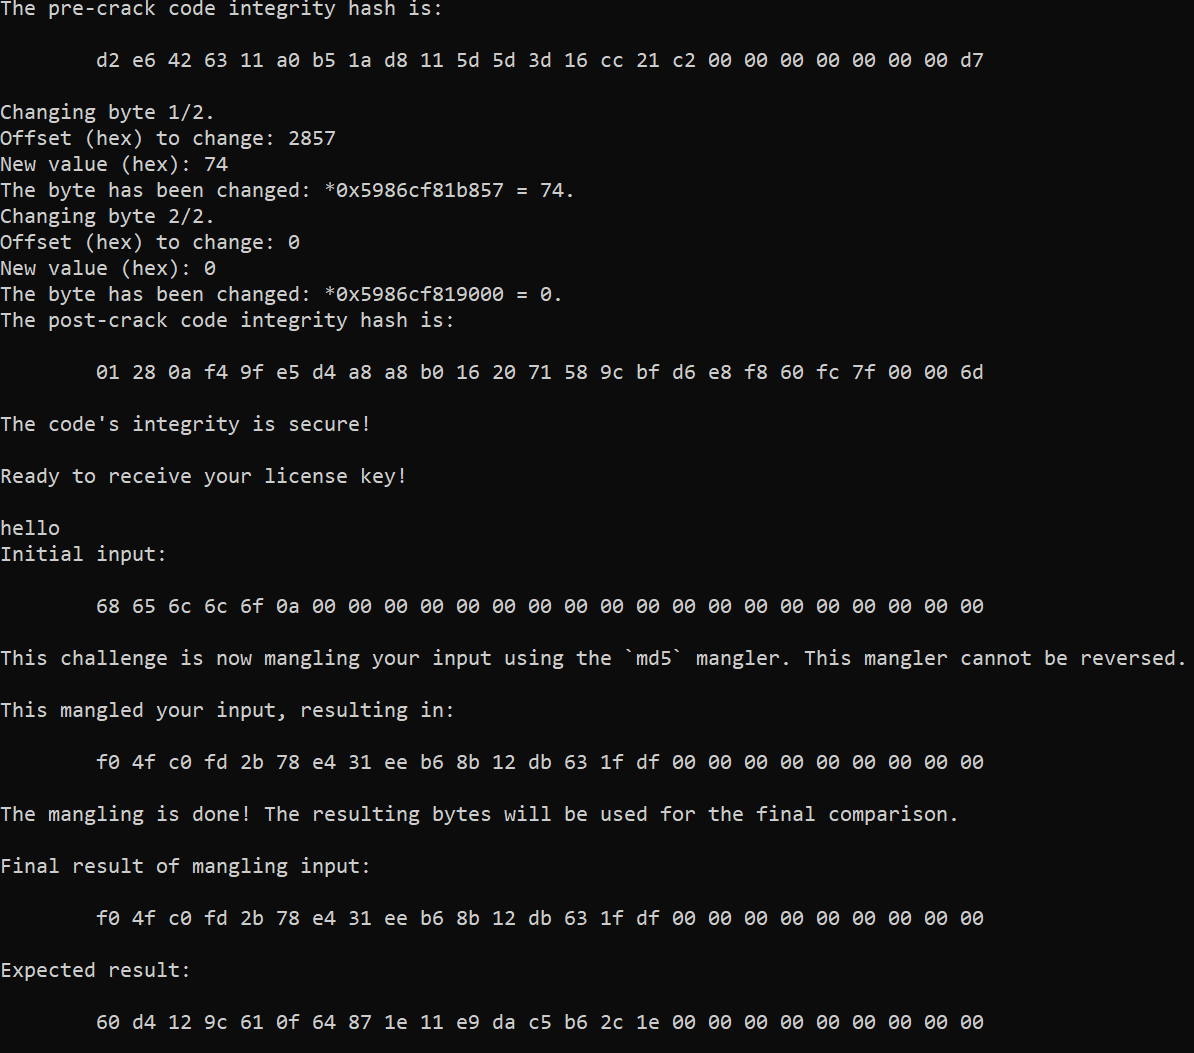 The pre-crack code integrity hash is:
d2 e6 42 63 11 a0 b5 1a d8 11 5d 5d 3d 16 cc 21 c2 00 00 00 00 00 00 00 d7
Changing byte 1/2.
Offset (hex) to change: 2857
New value (hex): 74
The byte has been changed: *0x5986cf81b857 = 74.
Changing byte 2/2.
Offset (hex) to change: 0
New value (hex): 0
The byte has been changed: *0x5986cf819000 = 0.
The post-crack code integrity hash is:
01 28 0a f4 9f e5 d4 a8 a8 b0 16 20 71 58 9c bf d6 e8 f8 60 fc 7f 00 00 6d
The code's integrity is secure!
Ready to receive your license key!
hello
Initial input:
68 65 6c 6c 6f 0a 00 00 00 00 00 00 00 00 00 00 00 00 00 00 00 00 00 00 00
This challenge is now mangling your input using the `md5` mangler. This mangler cannot be reversed.
This mangled your input, resulting in:
f0 4f c0 fd 2b 78 e4 31 ee b6 8b 12 db 63 1f df 00 00 00 00 00 00 00 00 00
The mangling is done! The resulting bytes will be used for the final comparison.
Final result of mangling input:
f0 4f c0 fd 2b 78 e4 31 ee b6 8b 12 db 63 1f df 00 00 00 00 00 00 00 00 00
Expected result:
60 d4 12 9c 61 0f 64 87 1e 11 e9 da c5 b6 2c 1e 00 00 00 00 00 00 00 00 00